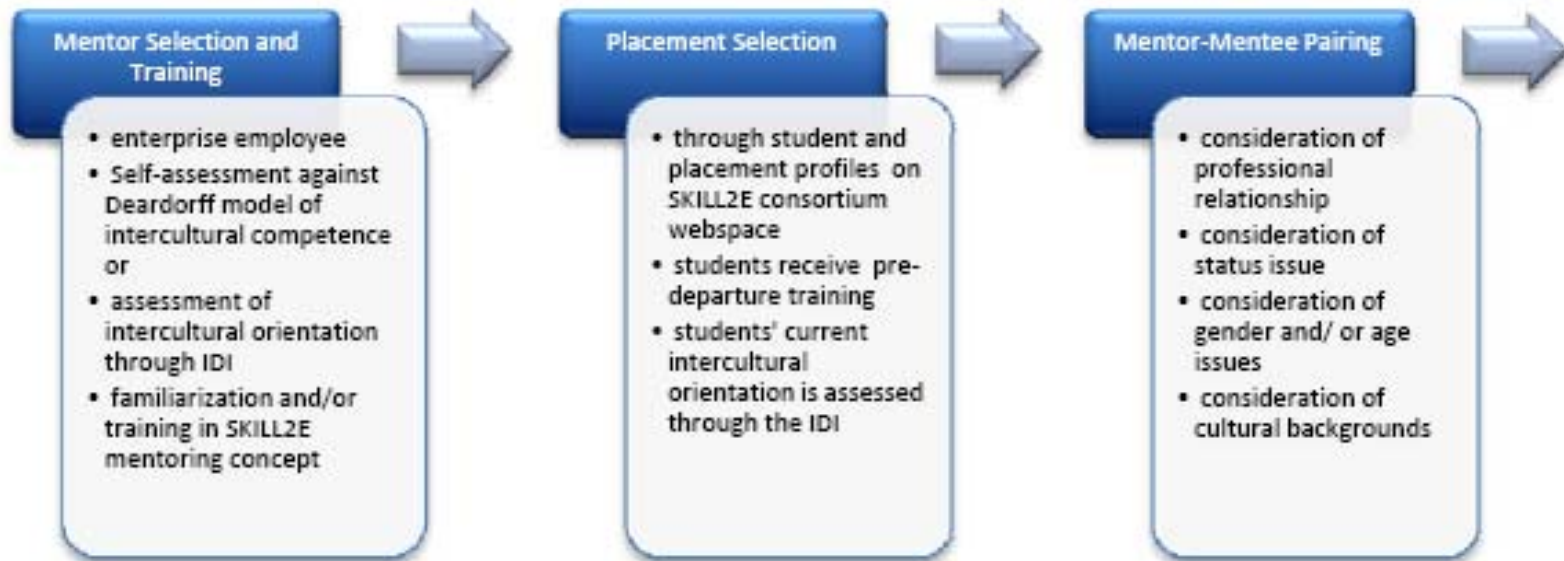 Mentor Selection and
Training
• enterprise employee
• Self-assessment against
Deardorff model of
intercultural competence
or
• assessment of
intercultural orientation
through IDI
• familiarization and/or
training in SKILL2E
mentoring concept
Placement Selection
• through student and
placement profiles on
SKILL2E consortium
webspace
• students receive pre-
departure training
• students' current
intercultural
orientation is assessed
through the IDI
Mentor-Mentee Pairing
• consideration of
professional
relationship
• consideration of
status issue
• consideration of
gender and/ or age
issues
• consideration of
cultural backgrounds